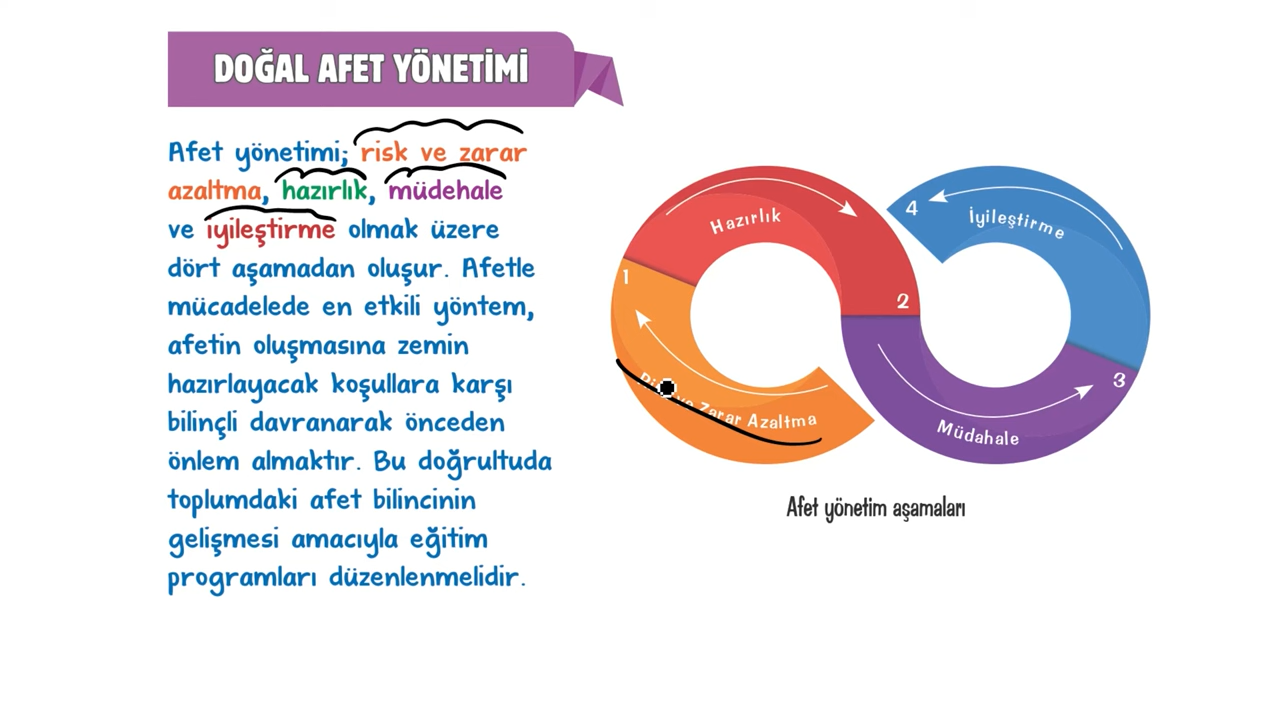 DOĞAL AFET YÖNETİMİ
Afet yönetimi; risk ve zarar
azaltma, hazırlık, müdehale
ve iyileştirme olmak üzere
dört aşamadan oluşur. Afetle
mücadelede en etkili yöntem,
afetin oluşmasına zemin
hazırlayacak koşullara karşı
bilinçli davranarak önceden
önlem almaktır. Bu doğrultuda
toplumdaki afet bilincinin
gelişmesi amacıyla eğitim
programları düzenlenmelidir.
Hazırlık
1
2
ve Zarar Azaltma
4
İyileştirme
3
Müdahale
Afet yönetim aşamaları